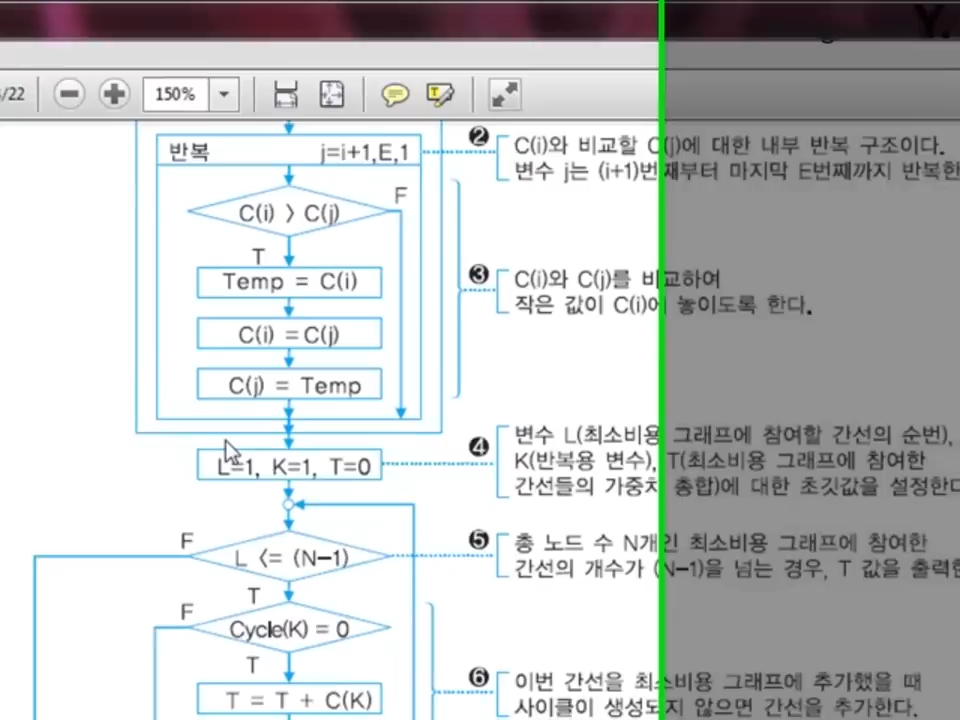 /22
150%
반복 j=i+1,E,1
❷
C(i)와 비교할 C(j)에 대한 내부 반복 구조이다.
변수 j는 (i+1)번째부터 마지막 E번째까지 반복한
C(i) > C(j)
F
T
Temp = C(i)
❸
C(i)와 C(j)를 비교하여
작은 값이 C(i)에 놓이도록 한다.
C(i) = C(j)
C(j) = Temp
L=1, K=1, T=0
❹
변수 L(최소비용 그래프에 참여할 간선의 순번),
K(반복용 변수), T(최소비용 그래프에 참여한
간선들의 가중치 총합)에 대한 초깃값을 설정한다
F
L <= (N-1)
❺
총 노드 수 N개인 최소비용 그래프에 참여한
간선의 개수가 (N-1)을 넘는 경우, T 값을 출력한
T
F
Cycle(K) = 0
T
T = T + C(K)
❻
이번 간선을 최소비용 그래프에 추가했을 때
사이클이 생성되지 않으면 간선을 추가한다.